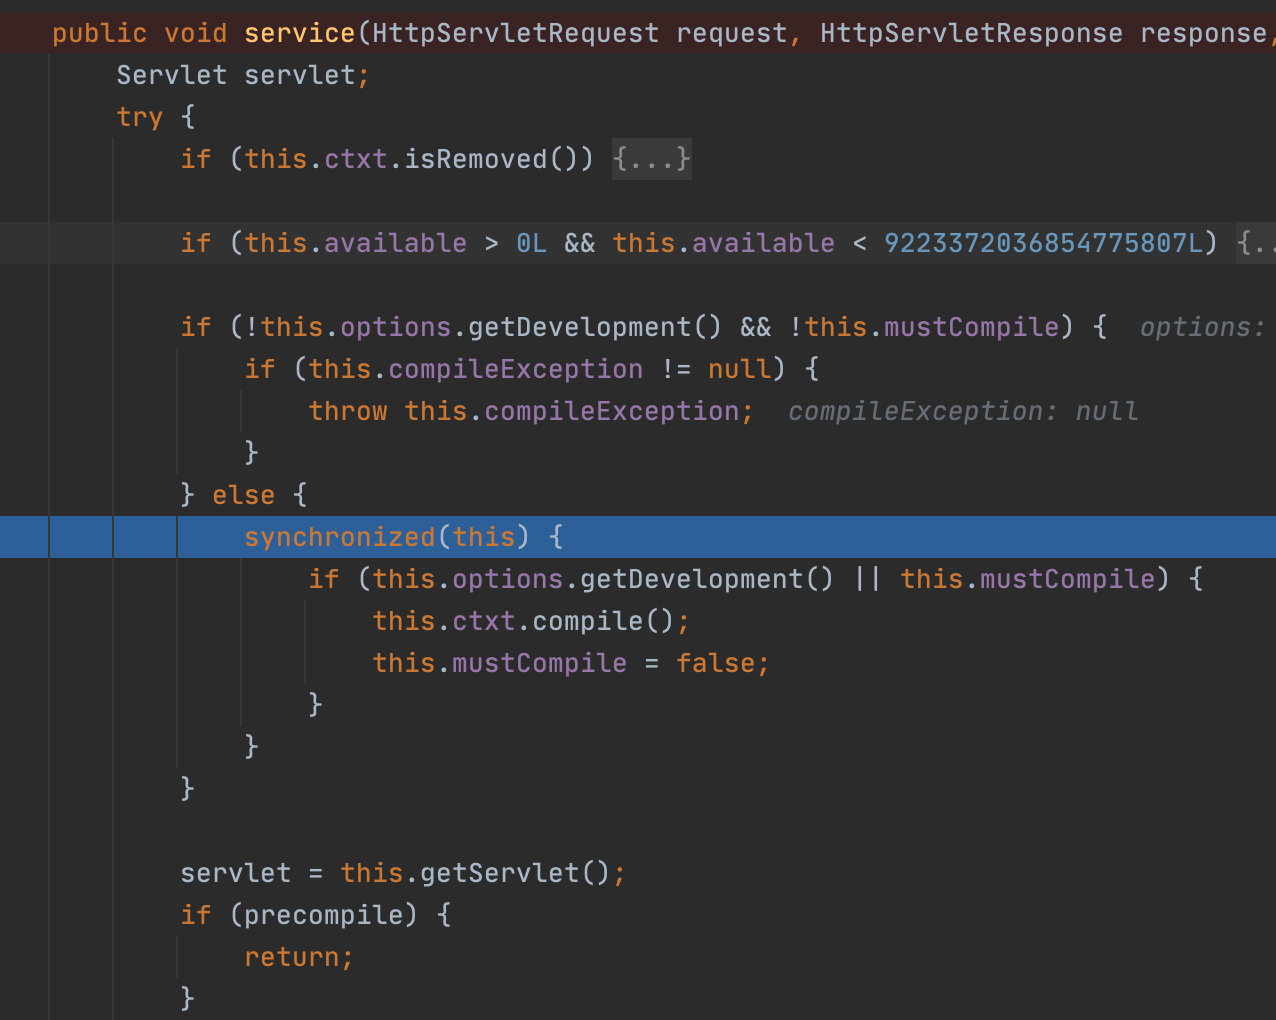 public void service(HttpServletRequest request, HttpServletResponse response,
Servlet servlet;
try {
if (this.ctxt.isRemoved()) {...}
if (this.available > 0L && this.available < 9223372036854775807L) {..
if (!this.options.getDevelopment() && !this.mustCompile) { options:
if (this.compileException != null) {
throw this.compileException; compileException: null
}
} else {
synchronized(this) {
if (this.options.getDevelopment() || this.mustCompile) {
this.ctxt.compile();
this.mustCompile = false;
}
}
}
servlet = this.getServlet();
if (precompile) {
return;
}